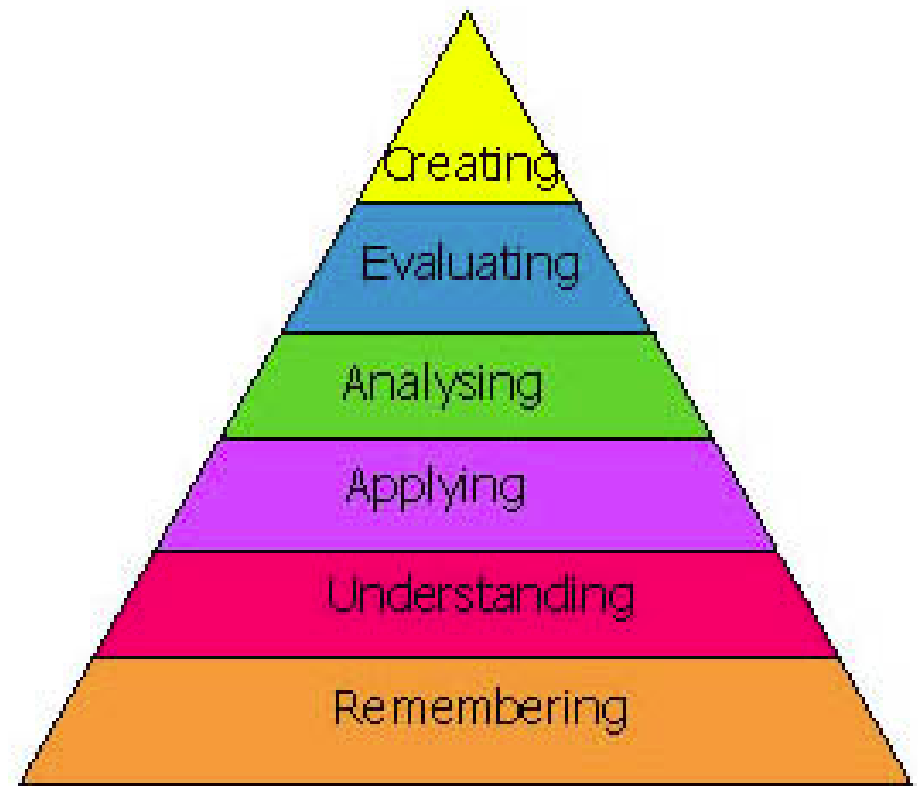 Creating
Evaluating
Analysing
Applying
Understanding
Remembering